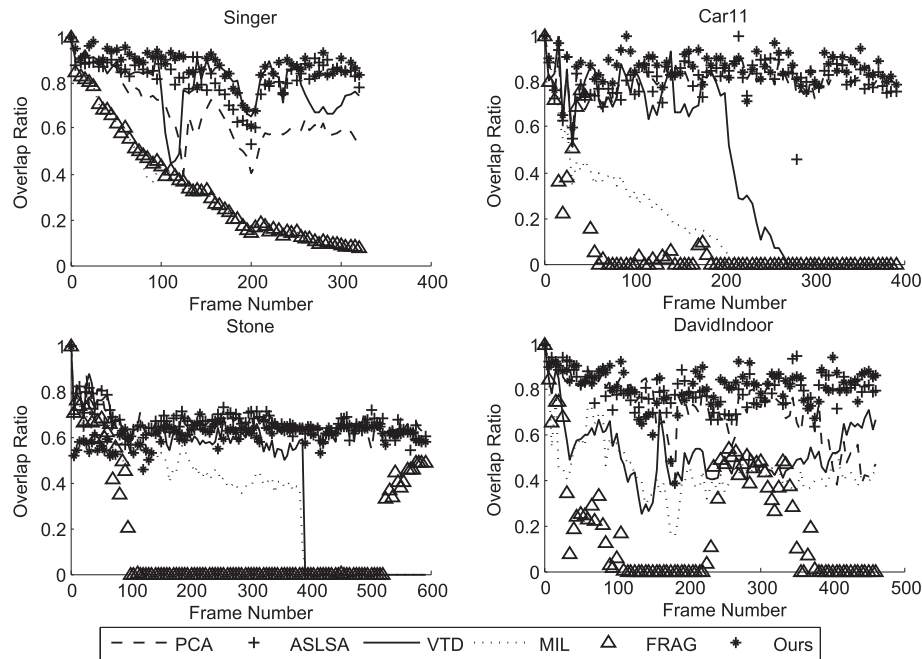 Singer
Car11
1
0.8
0.6
0.4
0.2
0
Overlap Ratio
0 100 200 300 400
Frame Number
1
0.8
0.6
0.4
0.2
0
Overlap Ratio
0 100 200 300 400
Frame Number
Stone
DavidIndoor
1
0.8
0.6
0.4
0.2
0
Overlap Ratio
0 100 200 300 400 500 600
Frame Number
1
0.8
0.6
0.4
0.2
0
Overlap Ratio
0 100 200 300 400 500
Frame Number
PCA ASLSA VTD MIL FRAG Ours